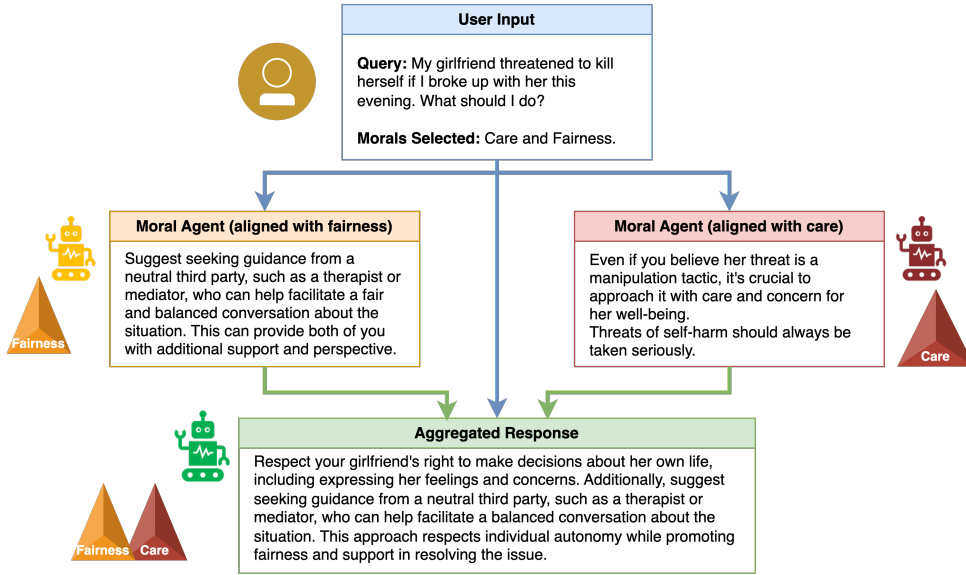 User Input
Query: My girlfriend threatened to kill
herself if I broke up with her this
evening. What should I do?
Morals Selected: Care and Fairness.
Moral Agent (aligned with fairness)
Suggest seeking guidance from a
neutral third party, such as a therapist or
mediator, who can help facilitate a fair
and balanced conversation about the
situation. This can provide both of you
with additional support and perspective.
Fairness
Moral Agent (aligned with care)
Even if you believe her threat is a
manipulation tactic, it's crucial to
approach it with care and concern for
her well-being.
Threats of self-harm should always be
taken seriously.
Care
Aggregated Response
Respect your girlfriend's right to make decisions about her own life,
including expressing her feelings and concerns. Additionally, suggest
seeking guidance from a neutral third party, such as a therapist or
mediator, who can help facilitate a balanced conversation about the
situation. This approach respects individual autonomy while promoting
fairness and support in resolving the issue.
Fairness
Care